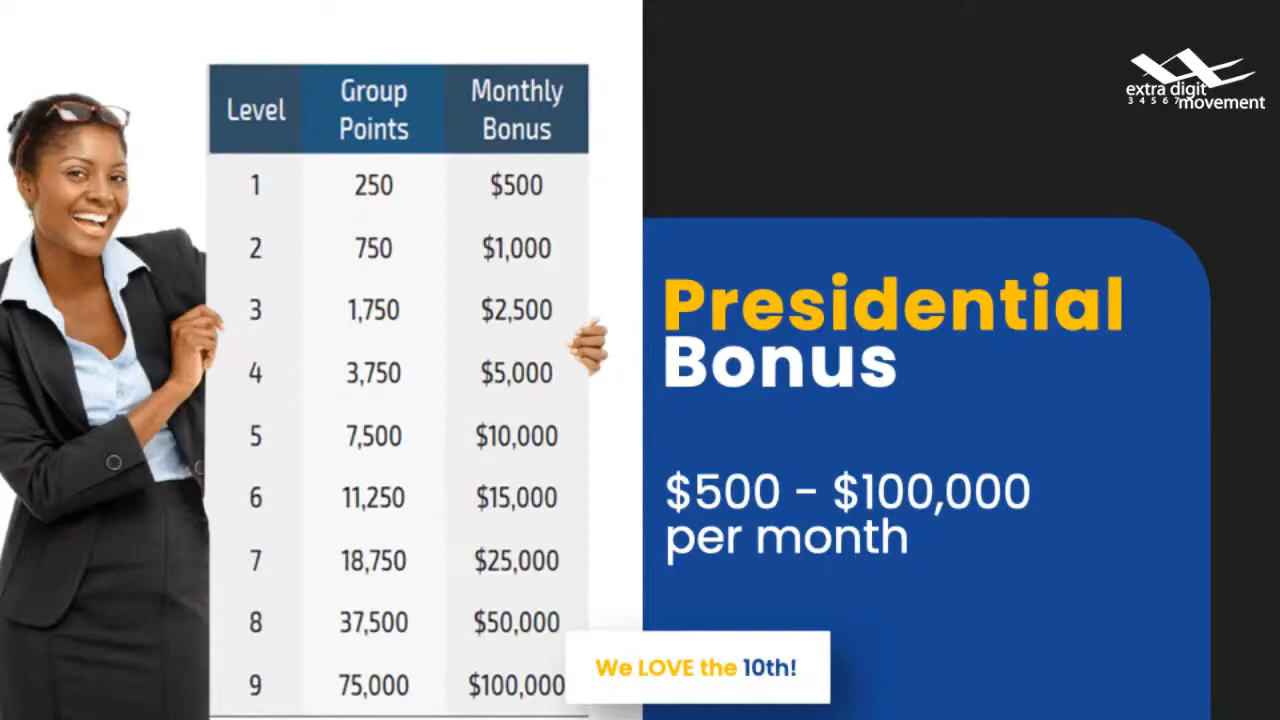 Level Group Points Monthly Bonus
1 250 $500
2 750 $1,000
3 1,750 $2,500
4 3,750 $5,000
5 7,500 $10,000
6 11,250 $15,000
7 18,750 $25,000
8 37,500 $50,000
9 75,000 $100,000
extra digit
34567
movement
Presidential
Bonus
$500 - $100,000
per month
We LOVE the 10th!